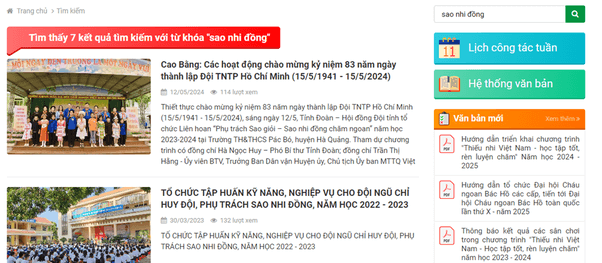 Trang chủ > Tìm kiếm
sao nhi đồng
Tìm thấy 7 kết quả tìm kiếm với từ khóa "sao nhi đồng"
Cao Bằng: Các hoạt động chào mừng kỷ niệm 83 năm ngày
thành lập Đội TNTP Hồ Chí Minh (15/5/1941 - 15/5/2024)
12/05/2024 114 lượt xem
Thiết thực chào mừng kỷ niệm 83 năm ngày thành lập Đội TNTP Hồ Chí Minh
(15/5/1941 - 15/5/2024), sáng ngày 12/5, Tỉnh Đoàn – Hội đồng Đội tỉnh tổ
chức Liên hoan "Phụ trách Sao giỏi – Sao nhi đồng chăm ngoan" năm học
2023-2024 tại Trường TH&THCS Pác Bó, huyện Hà Quảng. Tham dự chương
trình có đồng chí Hà Ngọc Huy – Phó Bí thư Tỉnh Đoàn; đồng chí Trần Thị
Hằng - Ủy viên BTV, Trưởng Ban Dân vận Huyện ủy, Chủ tịch Ủy ban MTTQ Việt
TỔ CHỨC TẬP HUẤN KỸ NĂNG, NGHIỆP VỤ CHO ĐỘI NGŨ CHỈ
HUY ĐỘI, PHỤ TRÁCH SAO NHI ĐỒNG, NĂM HỌC 2022 - 2023
30/03/2023 132 lượt xem
TỔ CHỨC TẬP HUẤN KỸ NĂNG, NGHIỆP VỤ CHO ĐỘI NGŨ CHỈ HUY ĐỘI, PHỤ
TRÁCH SAO NHI ĐỒNG, NĂM HỌC 2022 - 2023
11
Lịch công tác tuần
Hệ thống văn bản
Văn bản mới
Xem thêm >
Hướng dẫn triển khai chương trình
"Thiếu nhi Việt Nam - Học tập tốt,
rèn luyện chăm" Năm học 2024 -
2025
Hướng dẫn tổ chức Đại hội Cháu
ngoan Bác Hồ các cấp, tiến tới Đại
hội Cháu ngoan Bác Hồ toàn quốc
lần thứ X - năm 2025
Thông báo kết quả các sân chơi
trong chương trình "Thiếu nhi Việt
Nam - Học tập tốt, rèn luyện chăm"